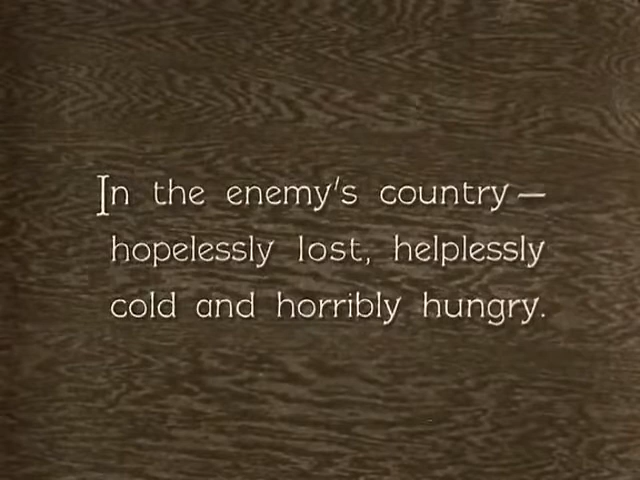 In the enemy's country —
hopelessly lost, helplessly
cold and horribly hungry.